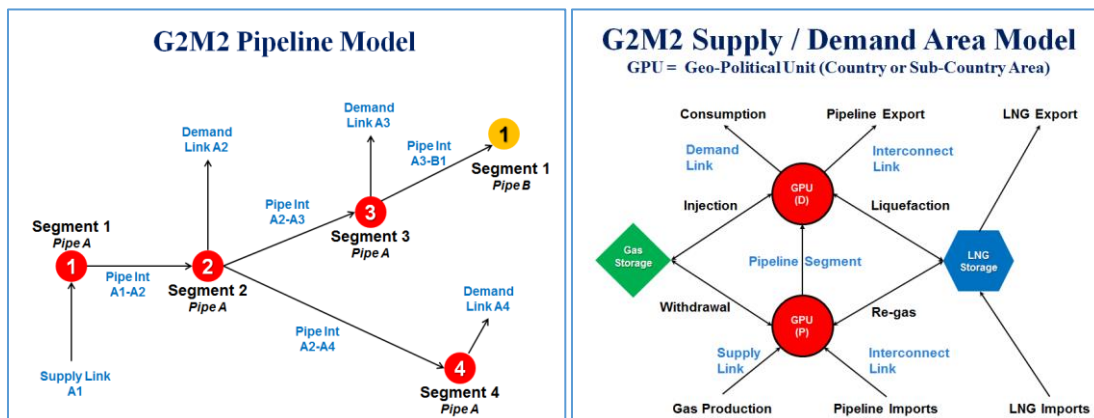 G2M2 Pipeline Model
Demand
Link A3
Demand
Link A2
1
Pipe Int
A3-B1
Segment 1
Pipe B
Pipe Int
A2-A3
3
Segment 1
Pipe A
Segment 3
Pipe A
1
2
Pipe Int
A1-A2
Segment 2
Pipe A
Demand
Link A4
Pipe Int
A2-A4
4
Supply Link
A1
Segment 4
Pipe A
G2M2 Supply / Demand Area Model
GPU = Geo-Political Unit (Country or Sub-Country Area)
Consumption
Pipeline Export
LNG Export
Demand
Link
Interconnect
Link
GPU
(D)
Injection
Liquefaction
Gas
Storage
Pipeline Segment
LNG
Storage
Withdrawal
Re-gas
GPU
(P)
Supply
Link
Interconnect
Link
Gas Production
Pipeline Imports
LNG Imports